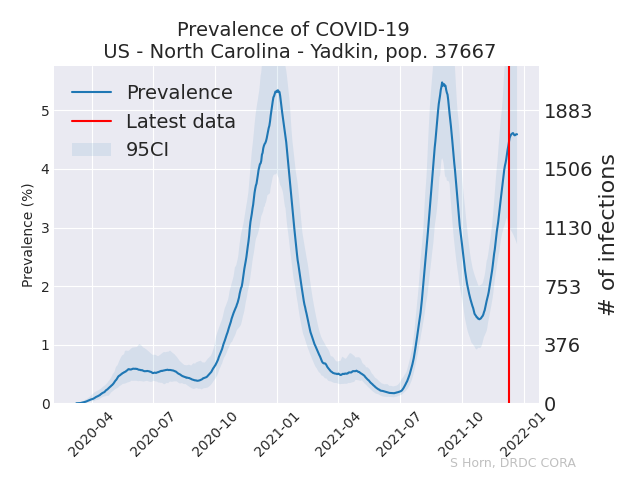 Prevalence of COVID-19
US - North Carolina - Yadkin, pop. 37667
Prevalence
Latest data
95CI
Prevalence (%)
5
4
3
2
1
0
1883
1506
1130
753
376
0
# of infections
2020-04
2020-07
2020-10
2021-01
2021-04
2021-07
2021-10
2022-01
S Horn, DRDC CORA